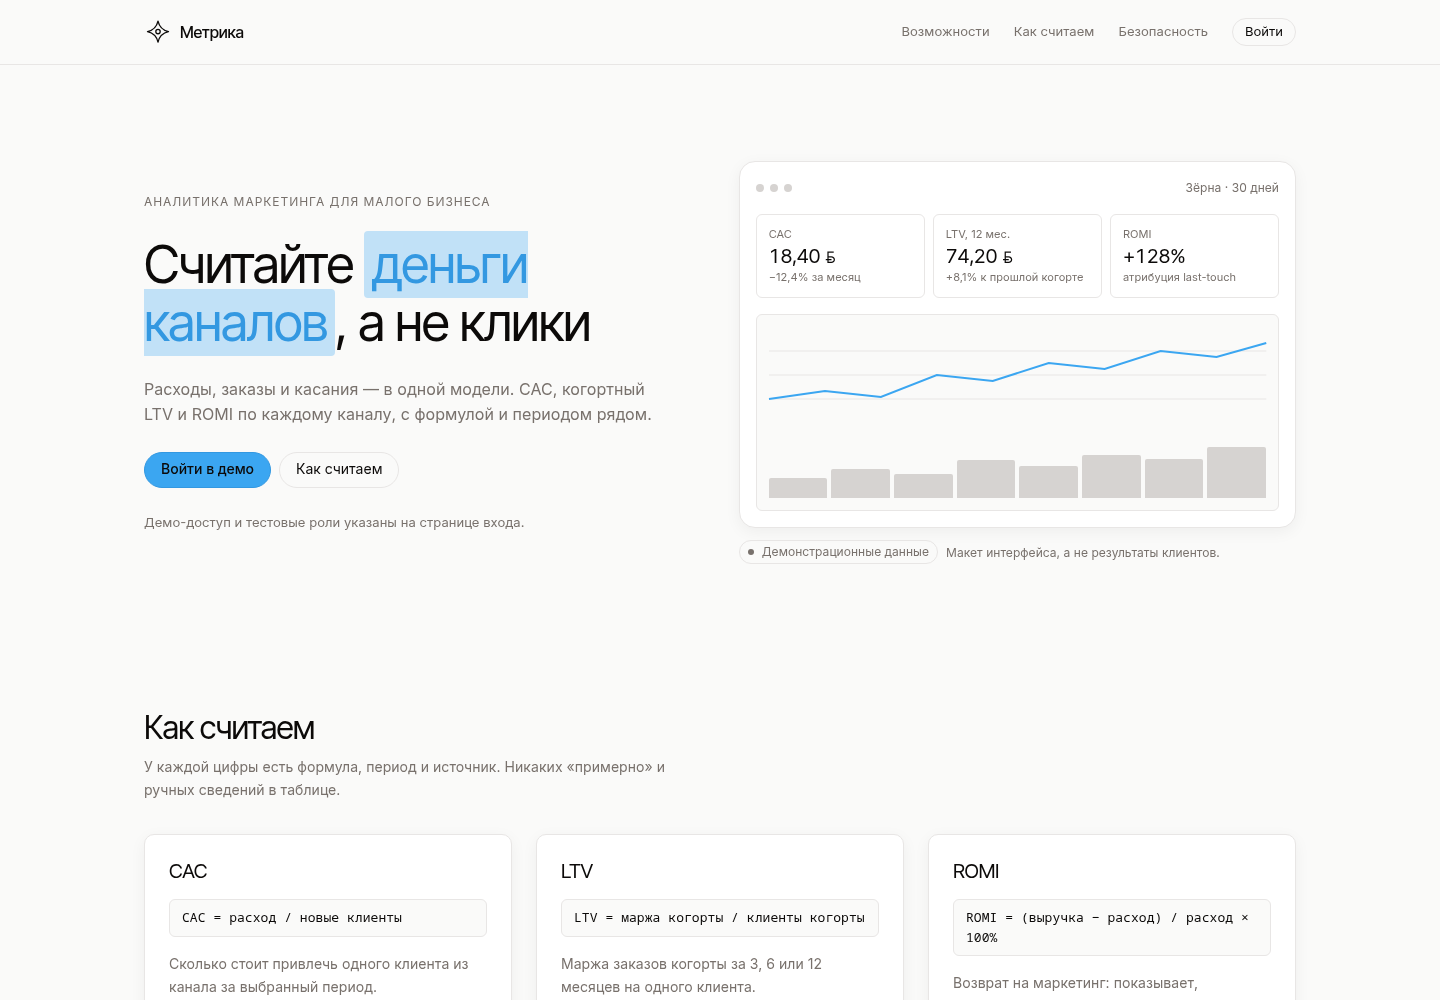 Метрика
Возможности
Как считаем
Безопасность
Войти
АНАЛИТИКА МАРКЕТИНГА ДЛЯ МАЛОГО БИЗНЕСА
Считайте деньги
каналов, а не клики
Расходы, заказы и касания — в одной модели. CAC, когортный
LTV и ROMI по каждому каналу, с формулой и периодом рядом.
Войти в демо
Как считаем
Демо-доступ и тестовые роли указаны на странице входа.
Зёрна · 30 дней
CAC
18,40 Б
−12,4% за месяц
LTV, 12 мес.
74,20 Б
+8,1% к прошлой когорте
ROMI
+128%
атрибуция last-touch
Демонстрационные данные
Макет интерфейса, а не результаты клиентов.
Как считаем
У каждой цифры есть формула, период и источник. Никаких «примерно» и
ручных сведений в таблице.
CAC
CAC = расход / новые клиенты
Сколько стоит привлечь одного клиента из
канала за выбранный период.
LTV
LTV = маржа когорты / клиенты когорты
Маржа заказов когорты за 3, 6 или 12
месяцев на одного клиента.
ROMI
ROMI = (выручка − расход) / расход ×
100%
Возврат на маркетинг: показывает,